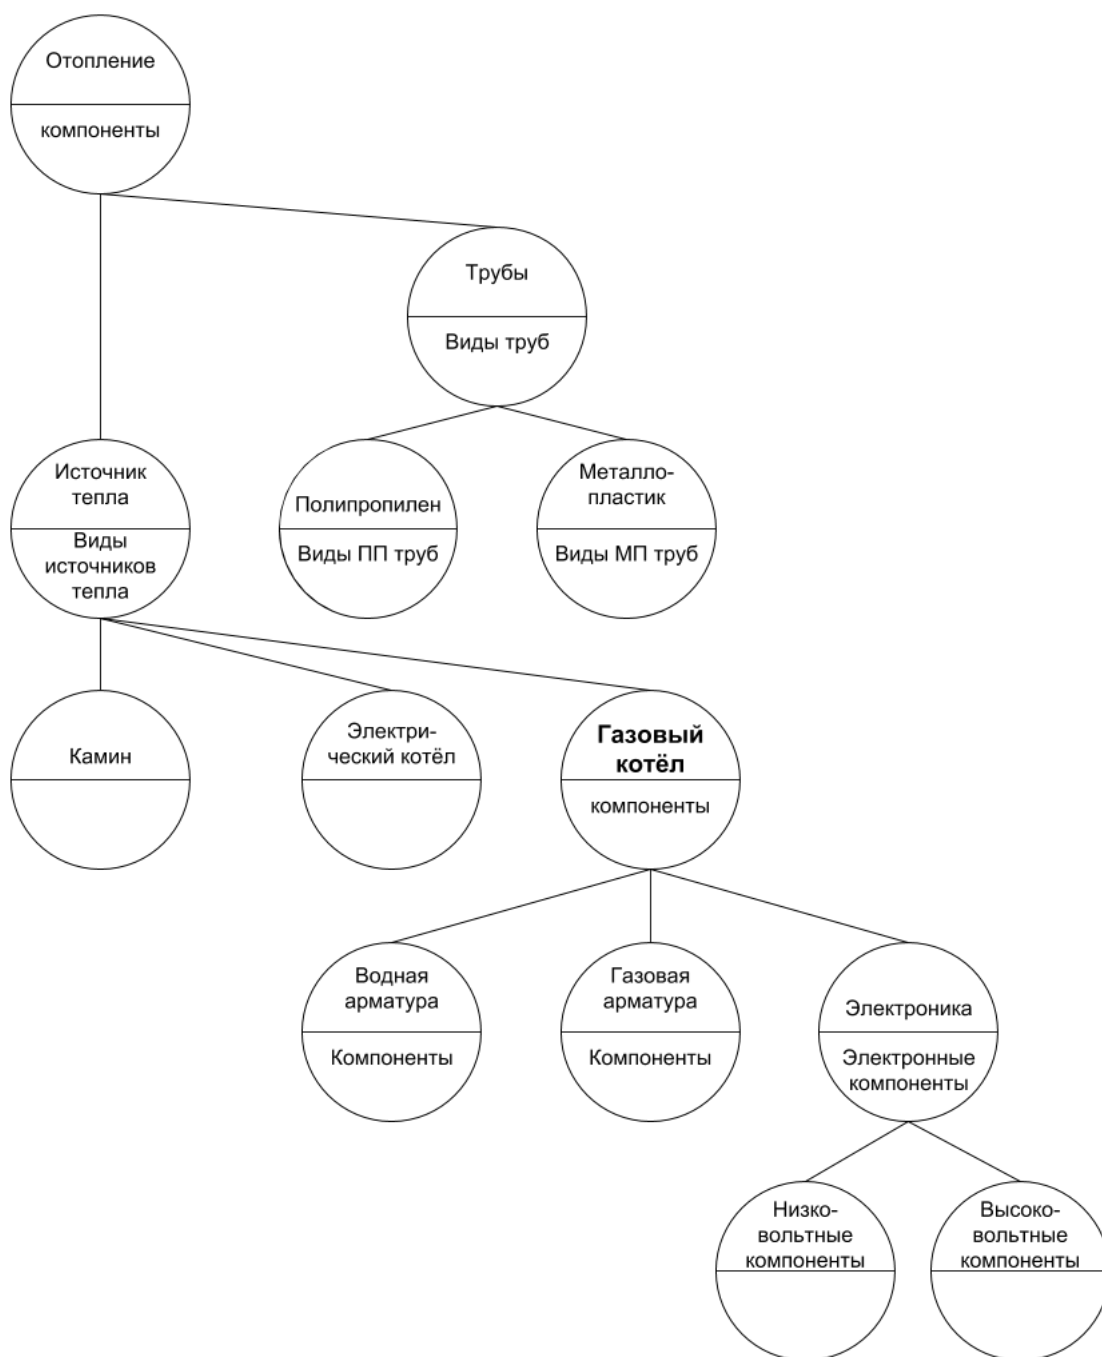 Отопление
компоненты
Трубы
Виды труб
Источник
тепла
Виды
источников
тепла
Полипропилен
Виды ПП труб
Металло-
пластик
Виды МП труб
Камин
Электри-
ческий котёл
Газовый
котёл
компоненты
Водная
арматура
Компоненты
Газовая
арматура
Компоненты
Электроника
Электронные
компоненты
Низко-
вольтные
компоненты
Высоко-
вольтные
компоненты